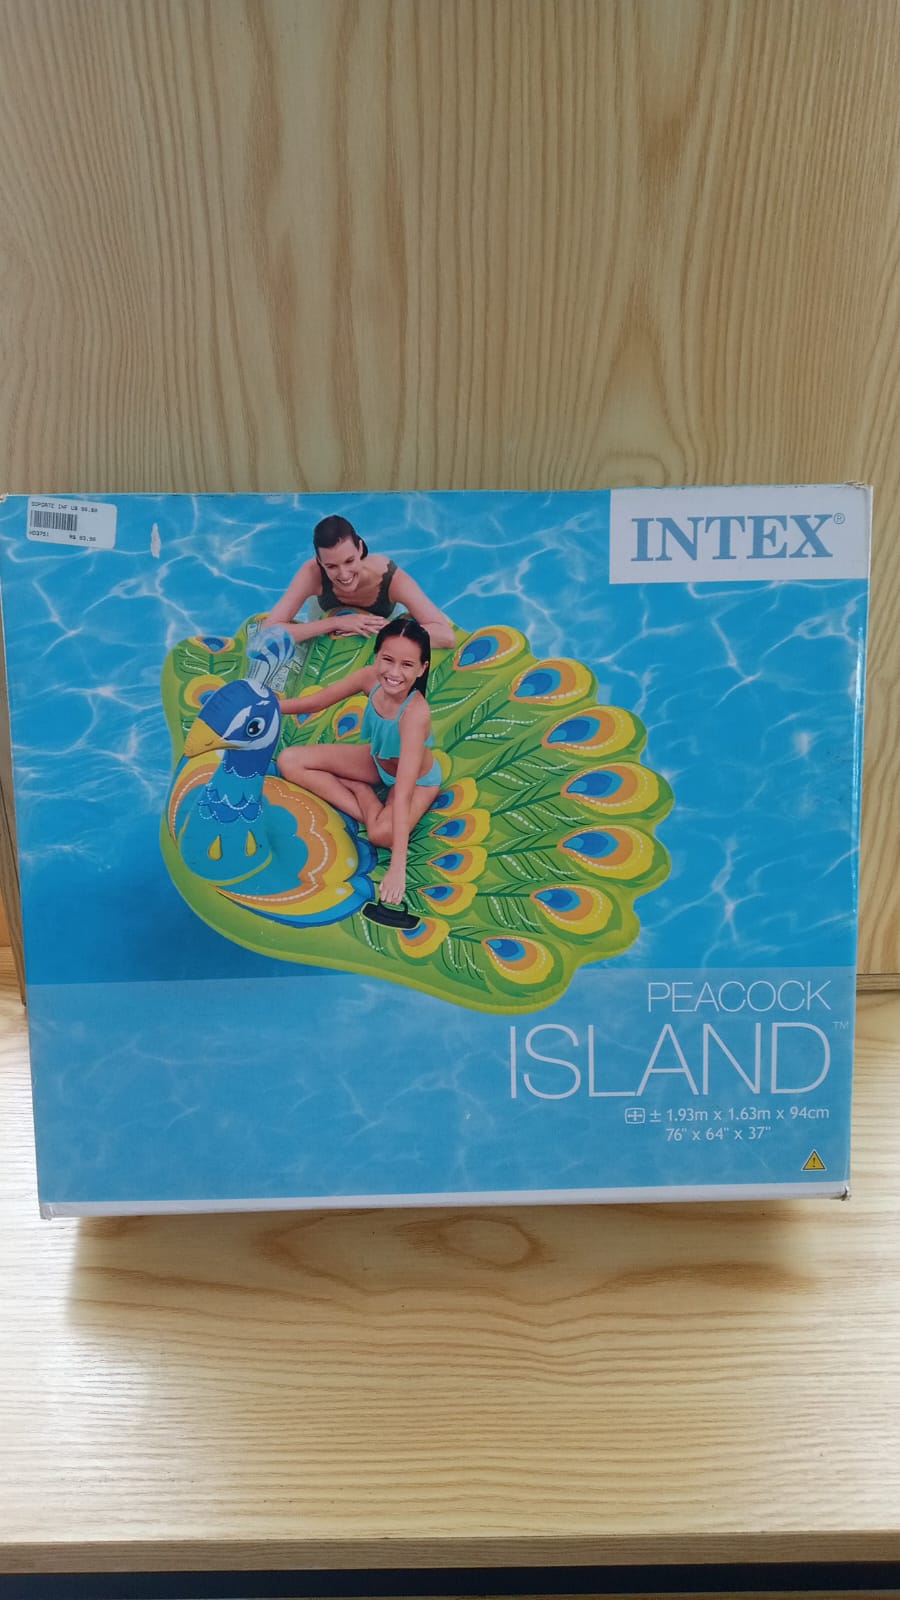 INTEX®
PEACOCK
ISLAND™
± 1.93m x 1.63m x 94cm
76" x 64" x 37"